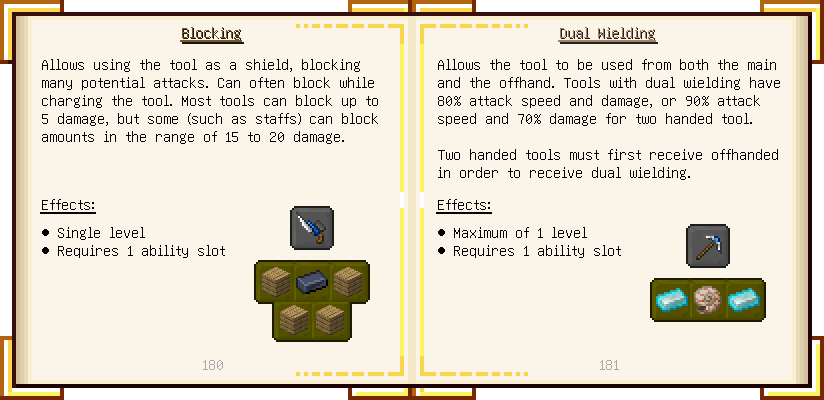 Blocking
Allows using the tool as a shield, blocking
many potential attacks. Can often block while
charging the tool. Most tools can block up to
5 damage, but some (such as staffs) can block
amounts in the range of 15 to 20 damage.
Effects:
● Single level
● Requires 1 ability slot
180
Dual Wielding
Allows the tool to be used from both the main
and the offhand. Tools with dual wielding have
80% attack speed and damage, or 90% attack
speed and 70% damage for two handed tool.
Two handed tools must first receive offhanded
in order to receive dual wielding.
Effects:
● Maximum of 1 level
● Requires 1 ability slot
181